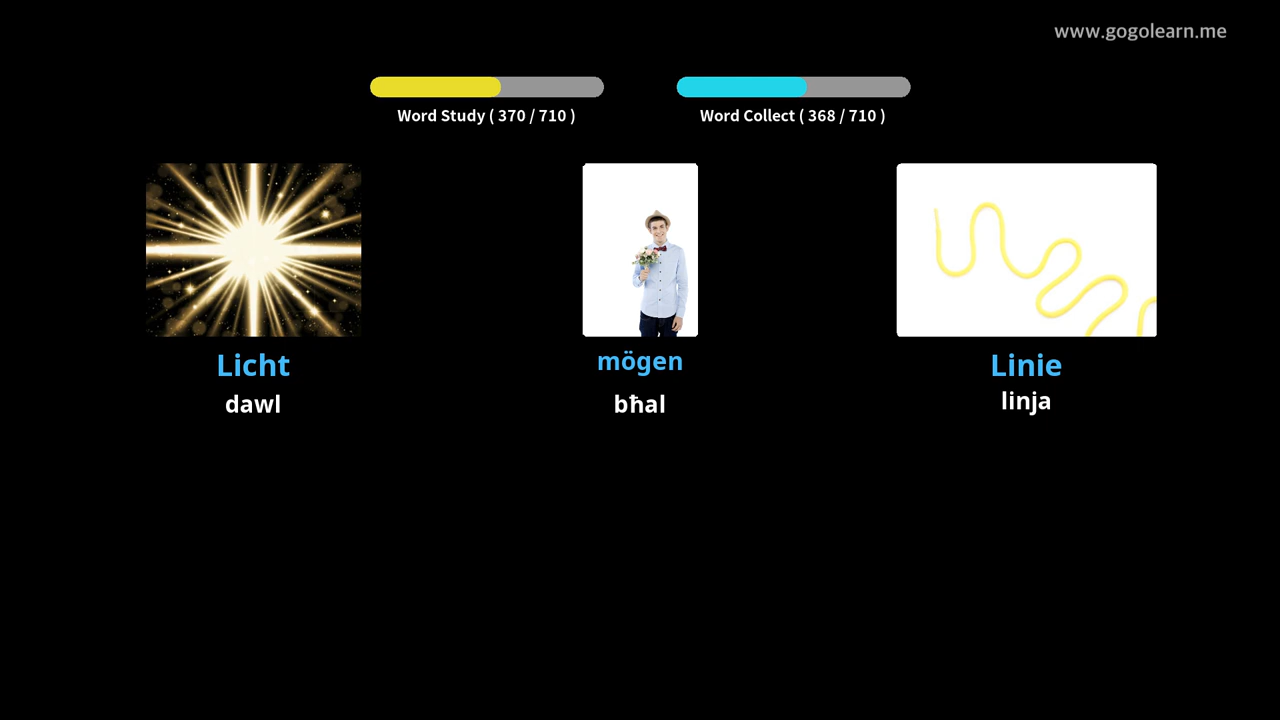 www.gogolearn.me
Word Study ( 370 / 710 )
Word Collect ( 368 / 710 )
Licht
mögen
Linie
dawl
bħal
linja